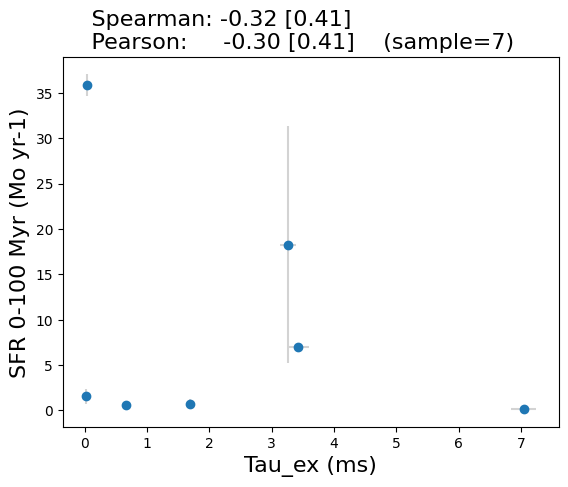 Spearman: -0.32 [0.41]
Pearson: -0.30 [0.41] (sample=7)
SFR 0-100 Myr (Mo yr-1)
35
30
25
20
15
10
5
0
0 1 2 3 4 5 6 7
Tau_ex (ms)